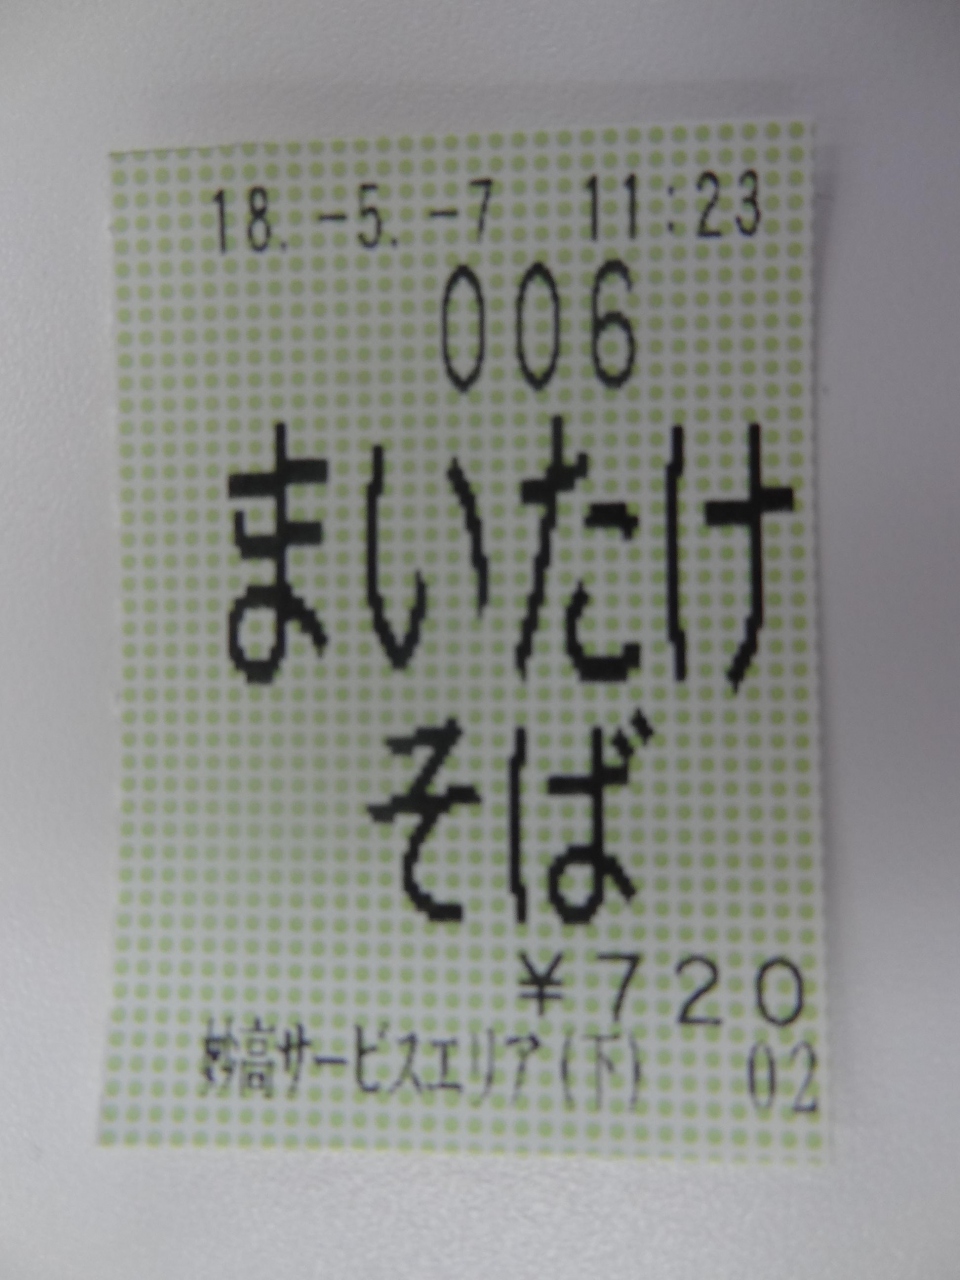 18.-5.-7 11:23
006
まいたけ
そば
¥720
妙高サービスエリア(下) 02